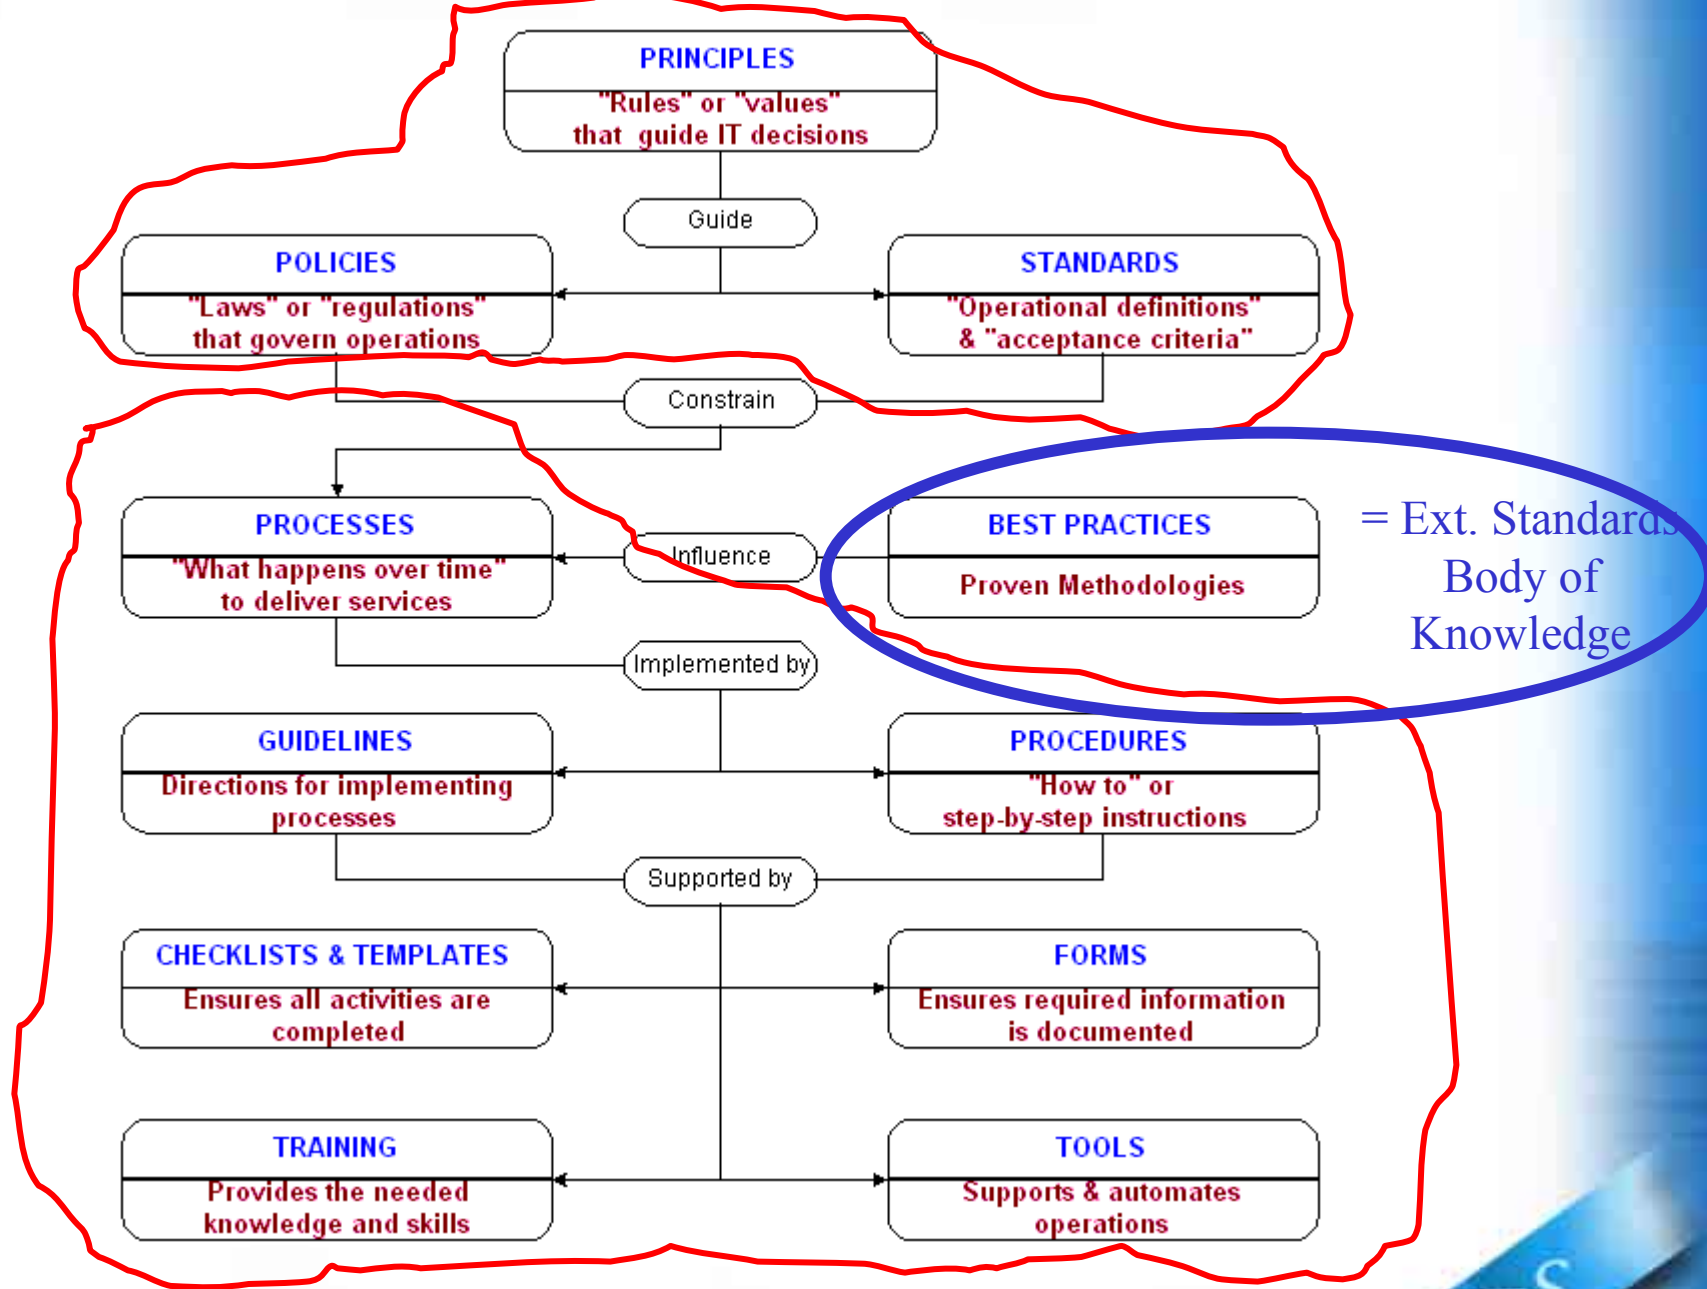 PRINCIPLES
"Rules" or "values"
that guide IT decisions
Guide
POLICIES
"Laws" or "regulations"
that govern operations
STANDARDS
"Operational definitions"
& "acceptance criteria"
Constrain
PROCESSES
"What happens over time"
to deliver services
Influence
BEST PRACTICES
Proven Methodologies
= Ext. Standards
Body of
Knowledge
Implemented by
GUIDELINES
Directions for implementing
processes
PROCEDURES
"How to" or
step-by-step instructions
Supported by
CHECKLISTS & TEMPLATES
Ensures all activities are
completed
FORMS
Ensures required information
is documented
TRAINING
Provides the needed
knowledge and skills
TOOLS
Supports & automates
operations
S